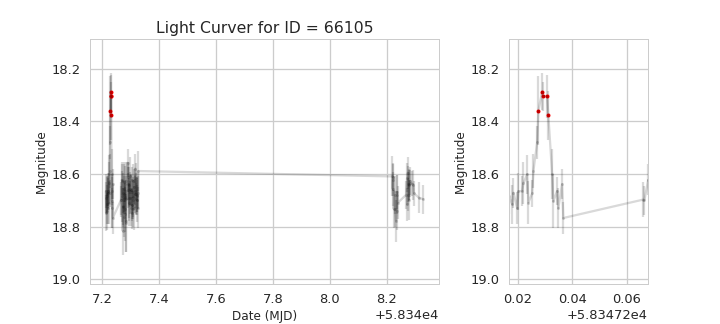 Light Curver for ID = 66105
Magnitude
18.2
18.4
18.6
18.8
19.0
7.2 7.4 7.6 7.8 8.0 8.2
Date (MJD)
+5.834e4
Magnitude
18.2
18.4
18.6
18.8
19.0
0.02 0.04 0.06
+5.83472e4